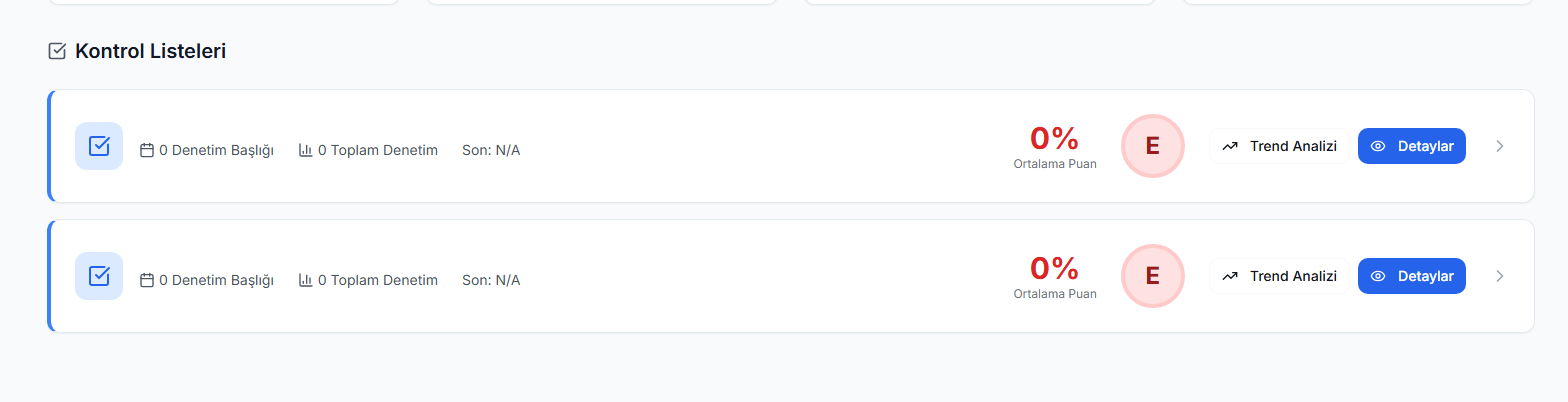 Kontrol Listeleri
0 Denetim Başlığı 0 Toplam Denetim Son: N/A
0%
Ortalama Puan
E
Trend Analizi
Detaylar
0 Denetim Başlığı 0 Toplam Denetim Son: N/A
0%
Ortalama Puan
E
Trend Analizi
Detaylar